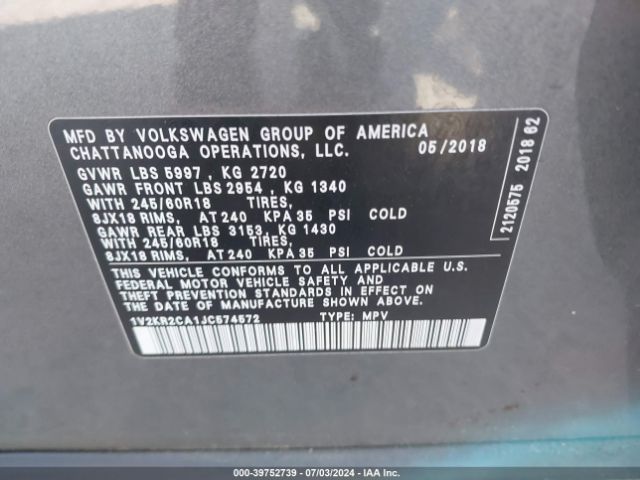 MFD BY VOLKSWAGEN GROUP OF AMERICA
CHATTANOOGA OPERATIONS, LLC. 05/2018
GVWR LBS 5997 , KG 2720
GAWR FRONT LBS 2954 , KG 1340
WITH 245/60R18 TIRES,
8JX18 RIMS, AT 240 KPA 35 PSI COLD
GAWR REAR LBS 3153, KG 1430
WITH 245/60R18 TIRES,
8JX18 RIMS, AT 240 KPA 35 PSI COLD
THIS VEHICLE CONFORMS TO ALL APPLICABLE U.S.
FEDERAL MOTOR VEHICLE SAFETY AND
THEFT PREVENTION STANDARDS IN EFFECT ON
THE DATE OF MANUFACTURE SHOWN ABOVE.
1V2KR2CA1JC574572 TYPE: MPV
2120575 2018 62
000-39752739 - 07/03/2024 - IAAI.com